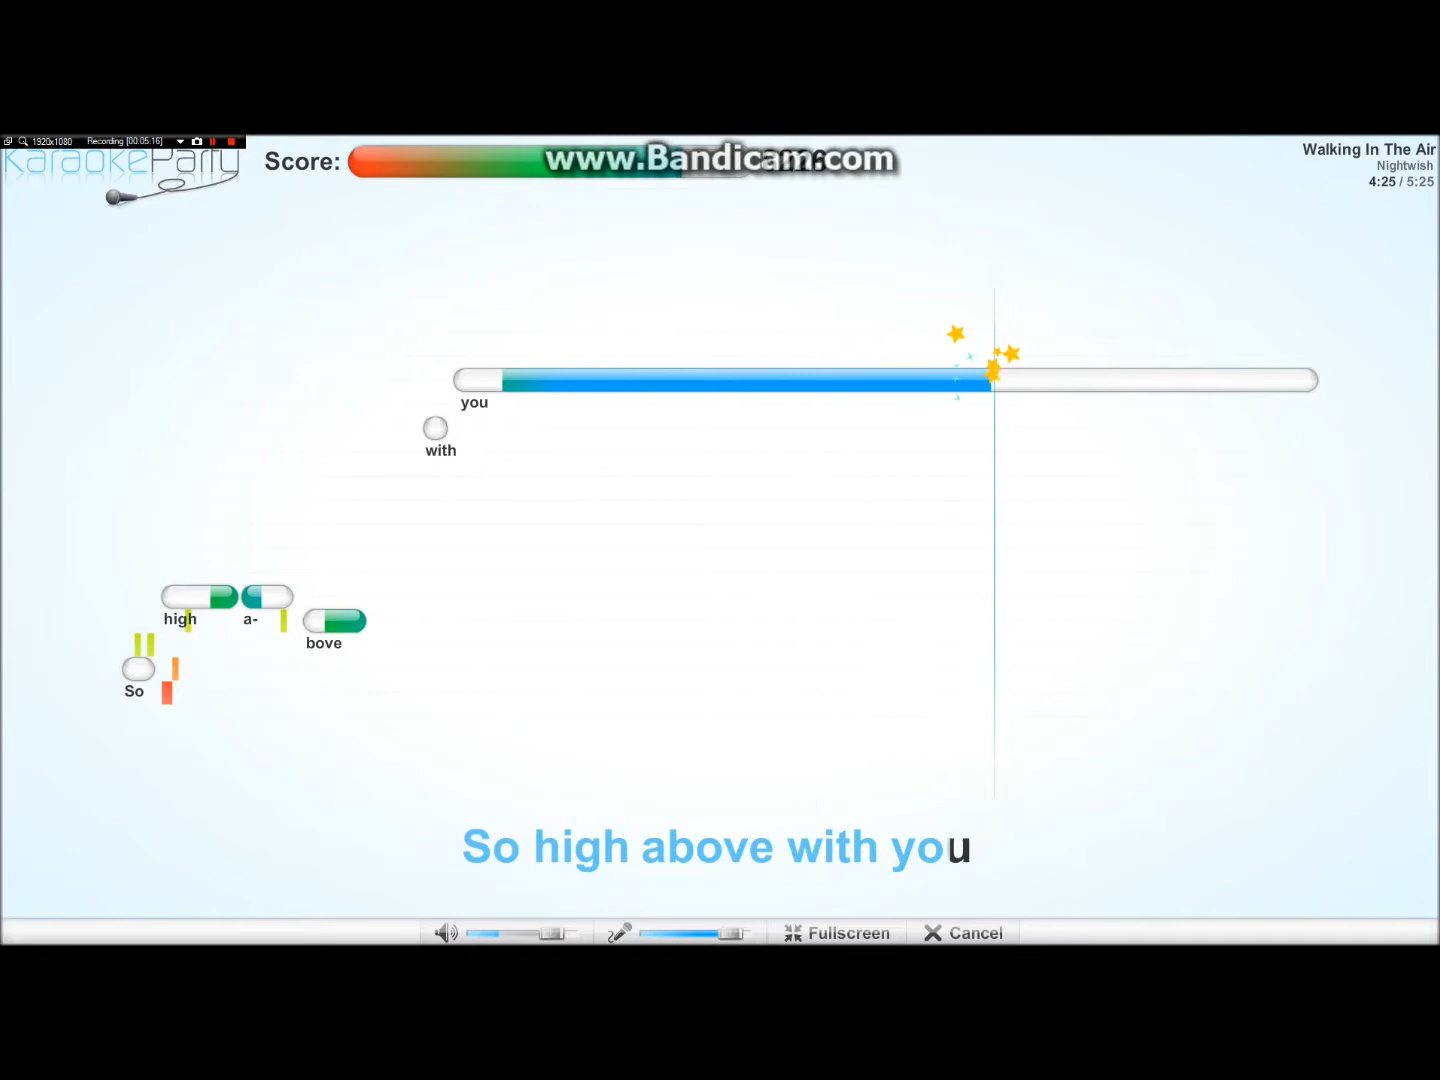 1920x1080 Recording [00:05:16]
KaraokeParty
Score:
www.Bandicam.com
Walking In The Air
Nightwish
4:25 / 5:25
you
with
high a-
bove
So
So high above with you
Fullscreen Cancel